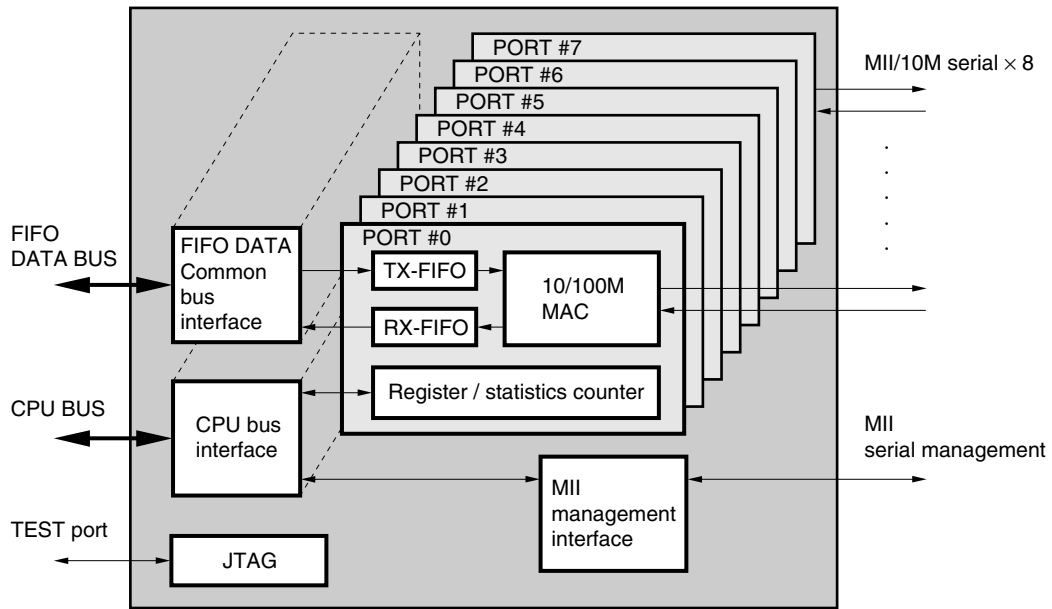 PORT #7
MII/10M serial × 8
PORT #6
PORT #5
PORT #4
PORT #3
PORT #2
PORT #1
PORT #0
FIFO
DATA BUS
FIFO DATA
Common
bus
interface
TX-FIFO
RX-FIFO
10/100M
MAC
Register / statistics counter
CPU BUS
CPU bus
interface
MII
serial management
MII
management
interface
TEST port
JTAG